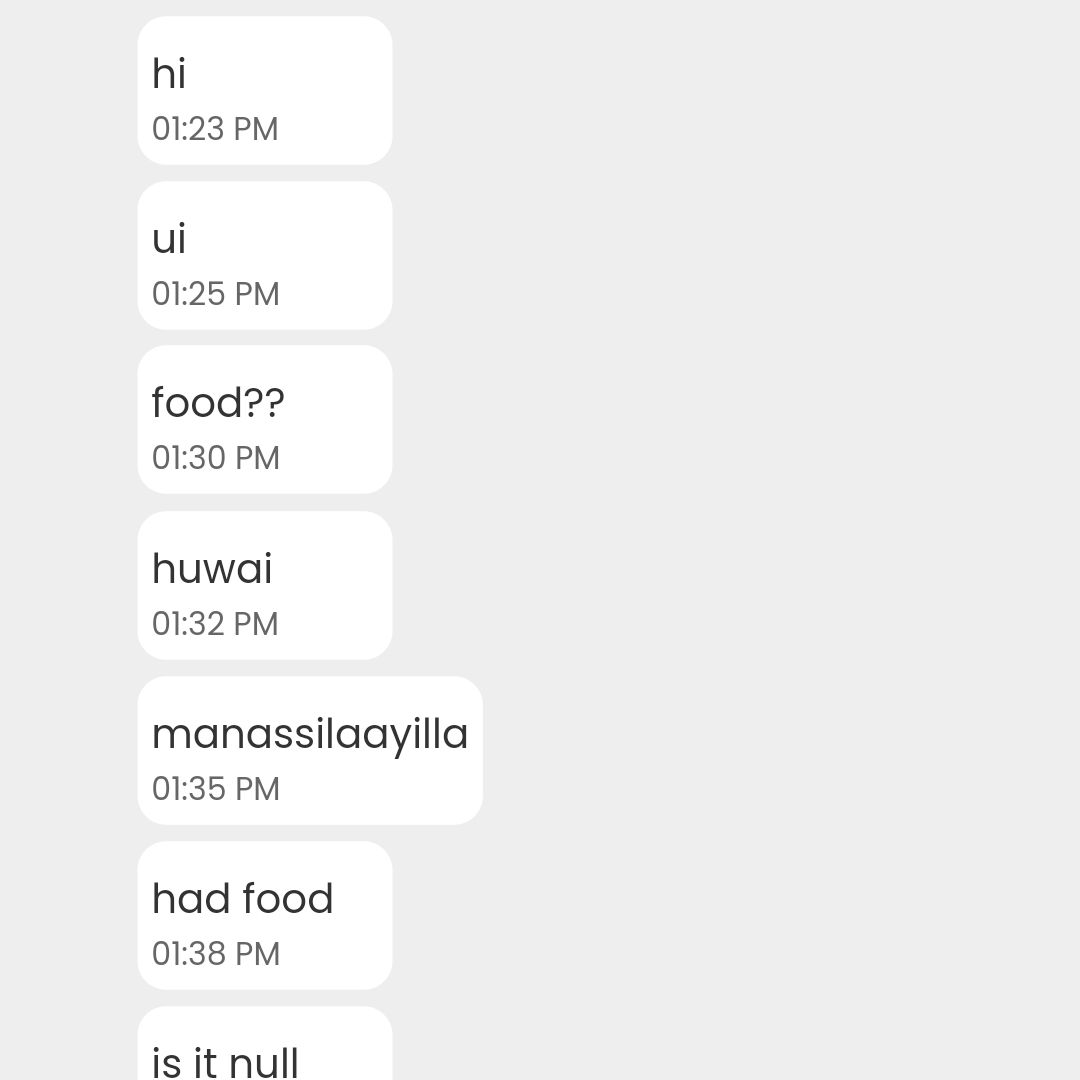 hi
01:23 PM
ui
01:25 PM
food??
01:30 PM
huwai
01:32 PM
manassilaayilla
01:35 PM
had food
01:38 PM
is it null